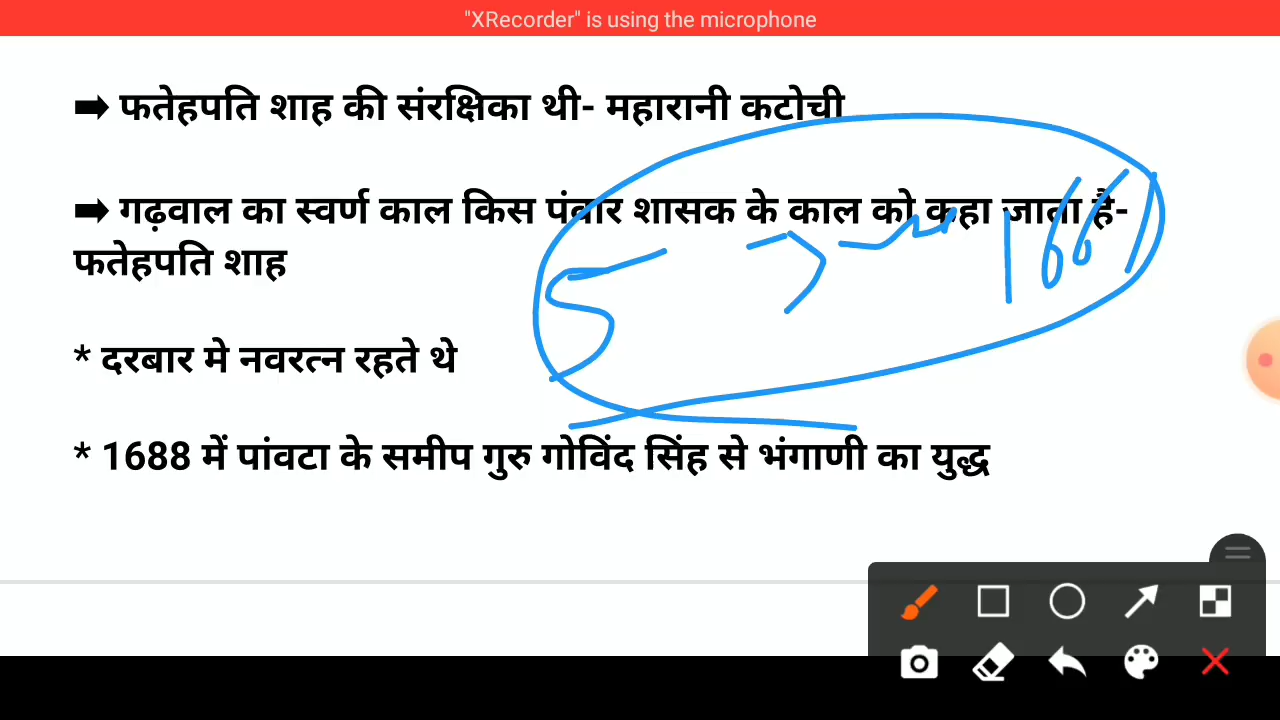 "XRecorder" is using the microphone
➡ फतेहपति शाह की संरक्षिका थी- महारानी कटोची
➡ गढ़वाल का स्वर्ण काल किस पंवार शासक के काल को कहा जाता है-
फतेहपति शाह
* दरबार मे नवरत्न रहते थे
* 1688 में पांवटा के समीप गुरु गोविंद सिंह से भंगाणी का युद्ध